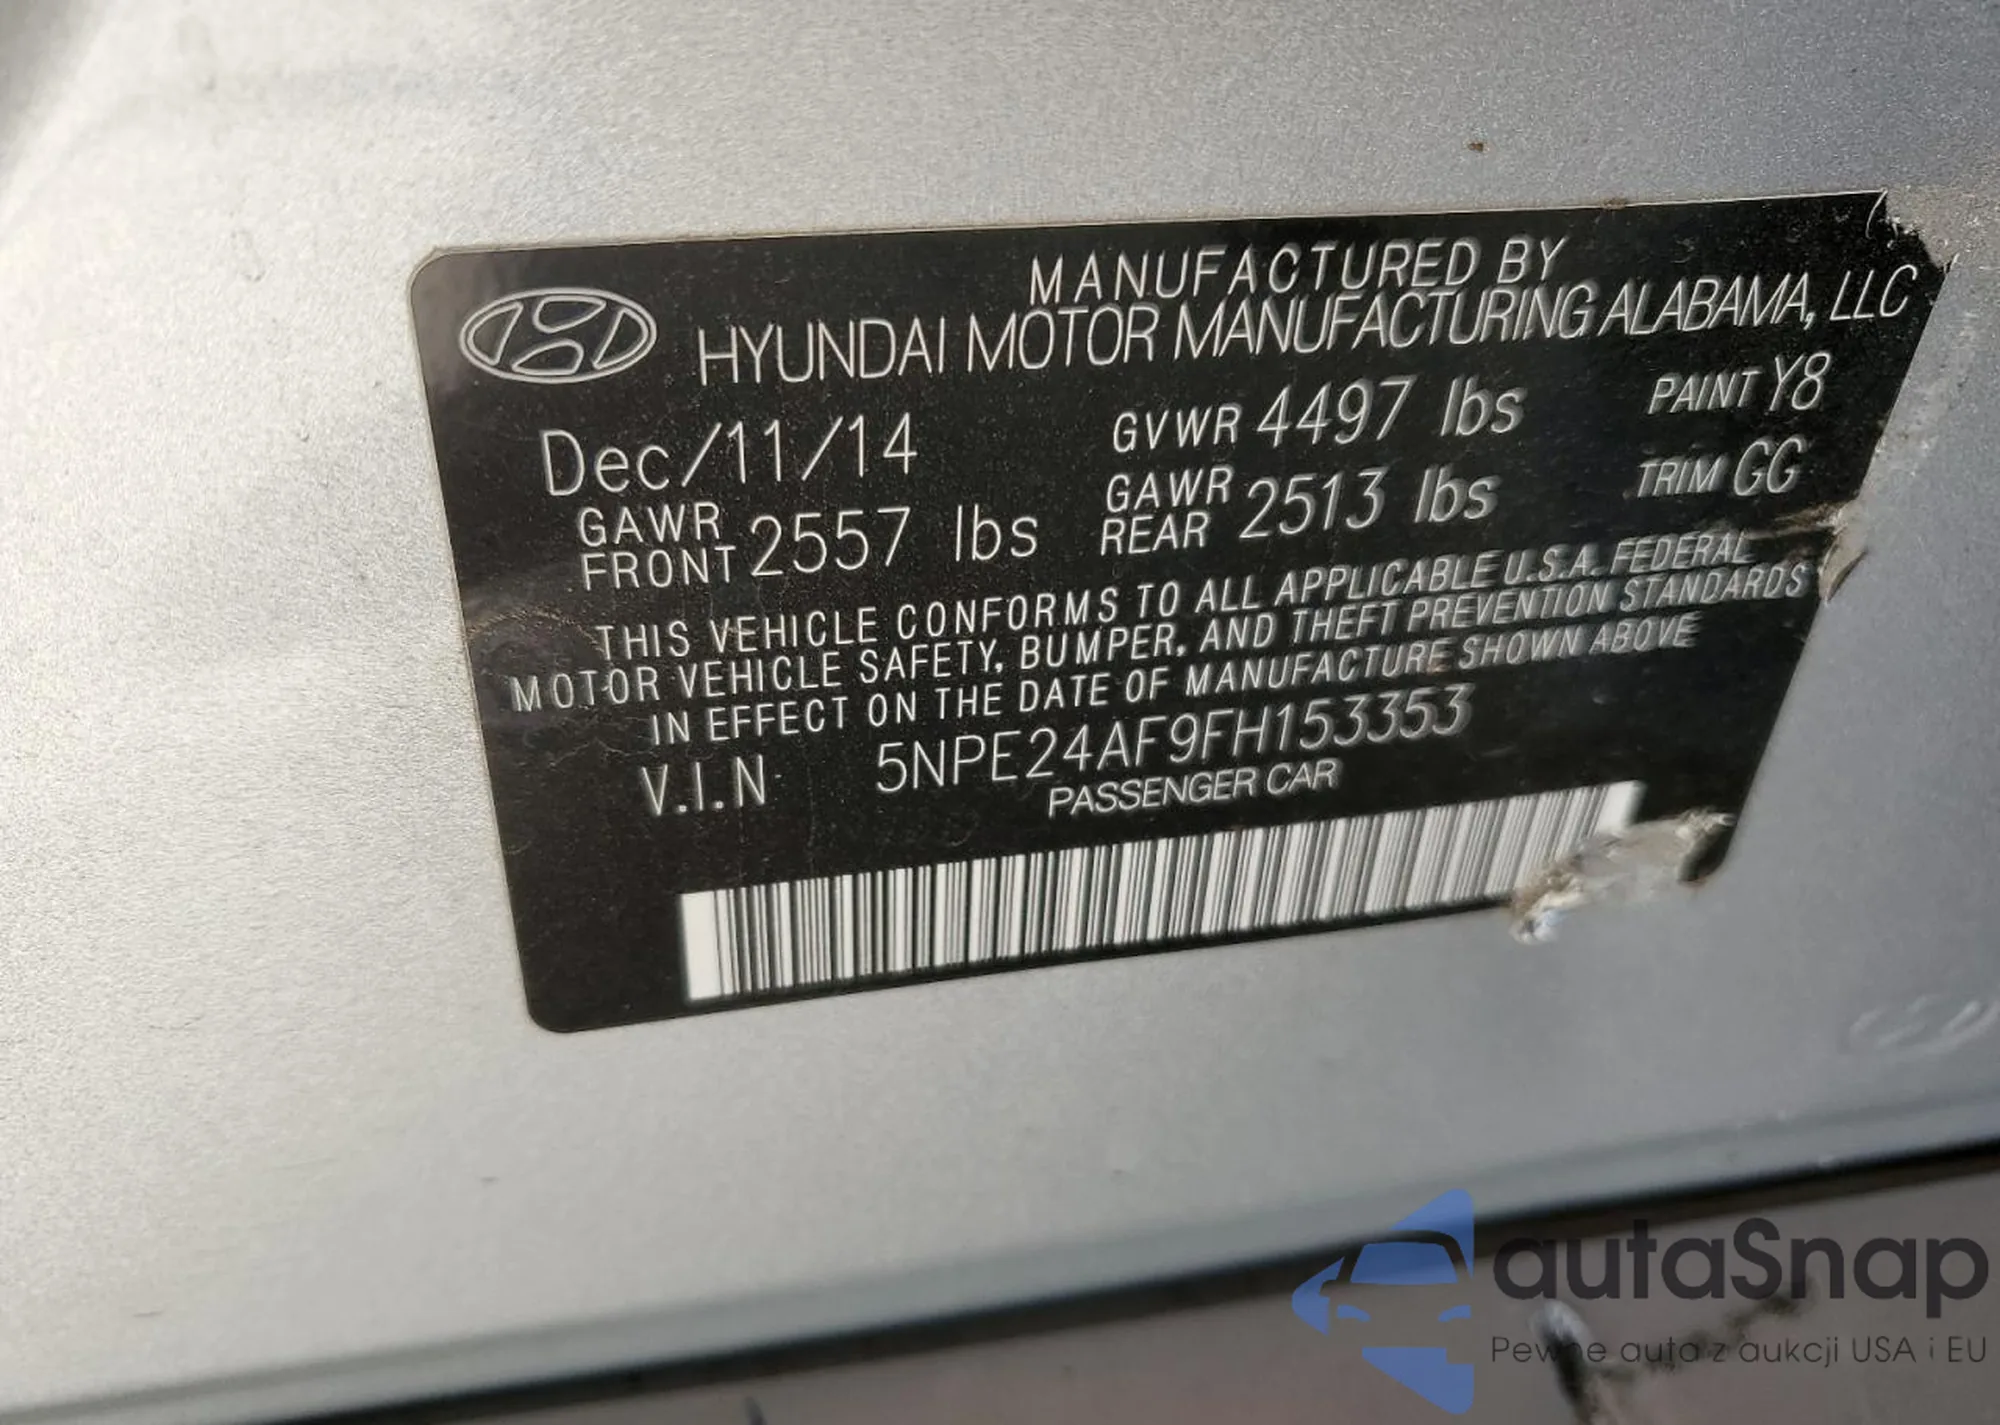 MANUFACTURED BY
HYUNDAI MOTOR MANUFACTURING ALABAMA, LLC
Dec/11/14 GVWR 4497 lbs PAINT Y8
GAWR FRONT 2557 lbs GAWR REAR 2513 lbs TRIM GG
THIS VEHICLE CONFORMS TO ALL APPLICABLE U.S.A. FEDERAL
MOTOR VEHICLE SAFETY, BUMPER, AND THEFT PREVENTION STANDARDS
IN EFFECT ON THE DATE OF MANUFACTURE SHOWN ABOVE
V.I.N 5NPE24AF9FH153353
PASSENGER CAR
autaSnap
Pewne auta z aukcji USA i EU